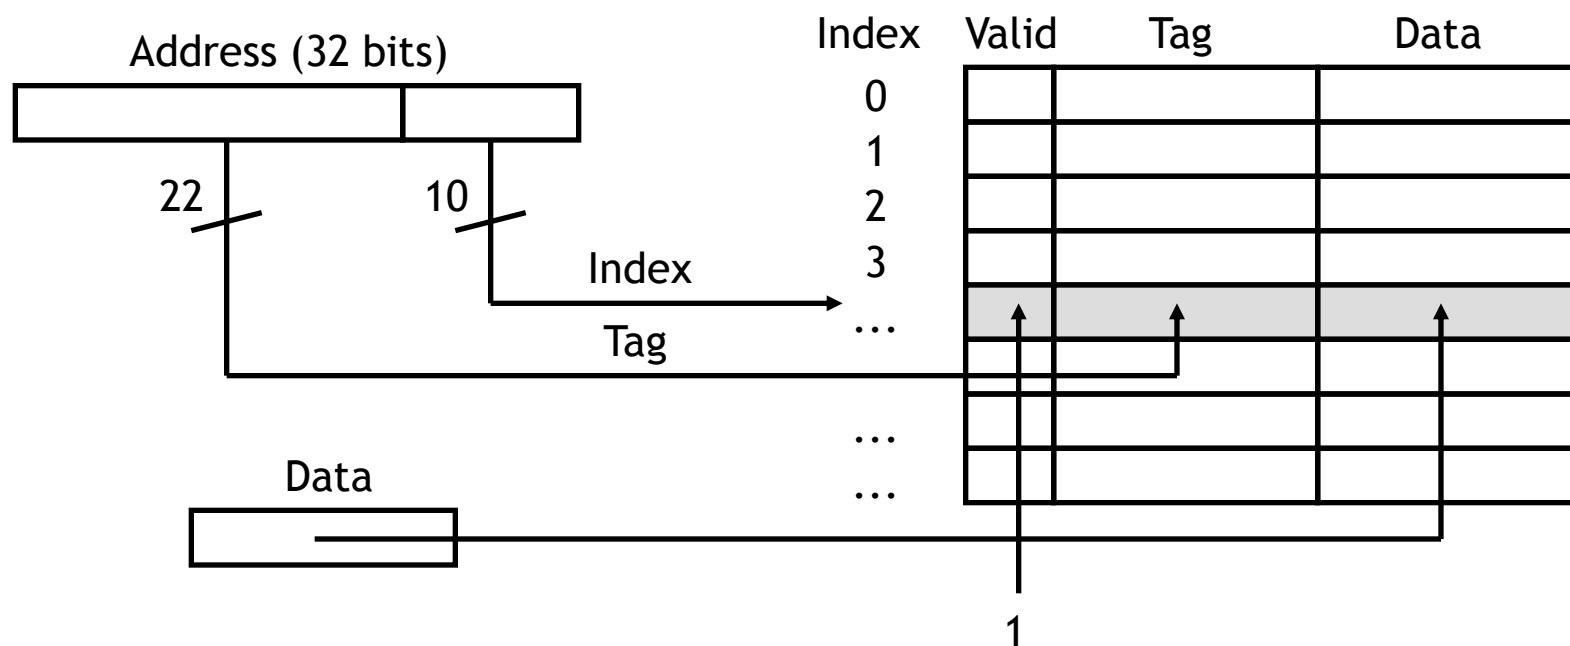 Address (32 bits)
Index Valid Tag Data
0
1
2
3
...
...
...
22
10
Index
Tag
Data
1